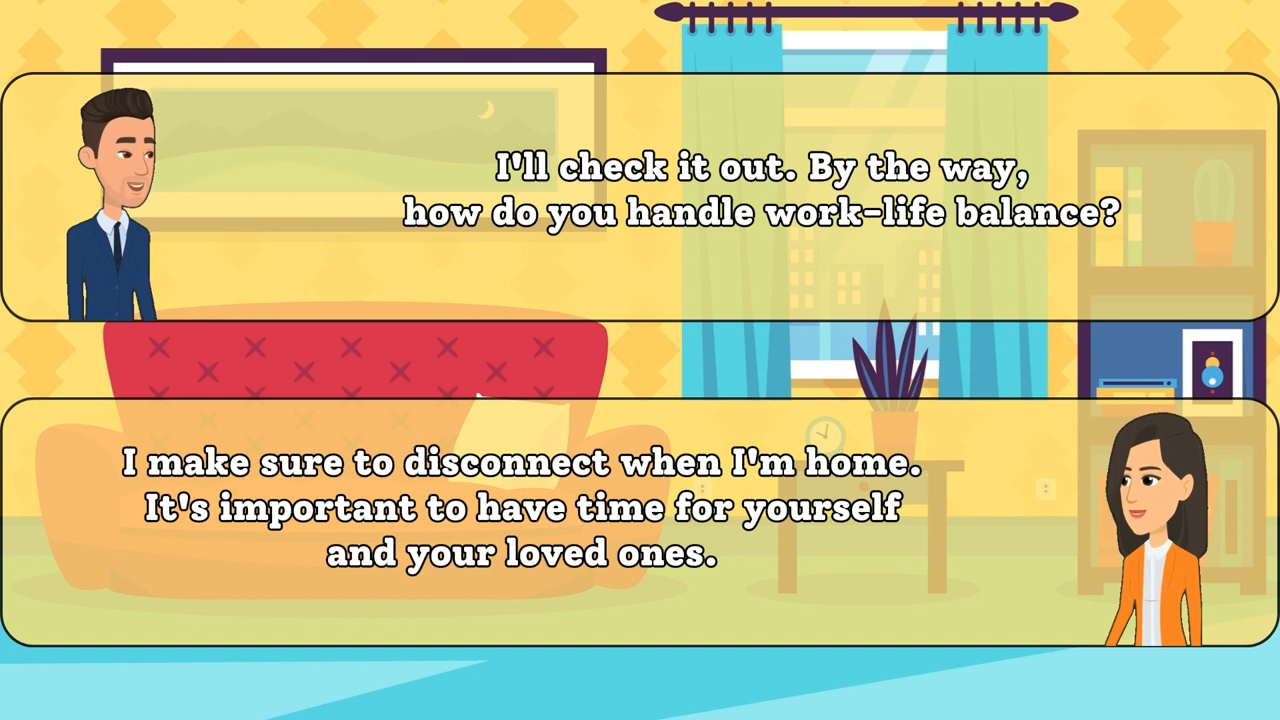 I'll check it out. By the way,
how do you handle work-life balance?
I make sure to disconnect when I'm home.
It's important to have time for yourself
and your loved ones.